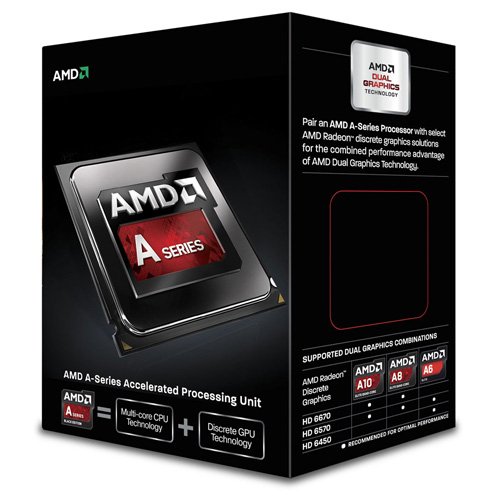 AMD
AMD
A SERIES
AMD A-Series Accelerated Processing Unit
AMD
A SERIES
BLACK EDITION
=
Multi-core CPU
Technology
+
Discrete GPU
Technology
AMD
DUAL
GRAPHICS
TECHNOLOGY
Pair an AMD A-Series Processor with select
AMD Radeon™ discrete graphics solutions
for the combined performance advantage
of AMD Dual Graphics Technology.
SUPPORTED DUAL GRAPHICS COMBINATIONS
AMD Radeon™
Discrete
Graphics
AMD
A10
AMD
A8
AMD
A6
HD 6670 • •
HD 6570 • • •
HD 6450 •
• RECOMMENDED FOR OPTIMAL PERFORMANCE